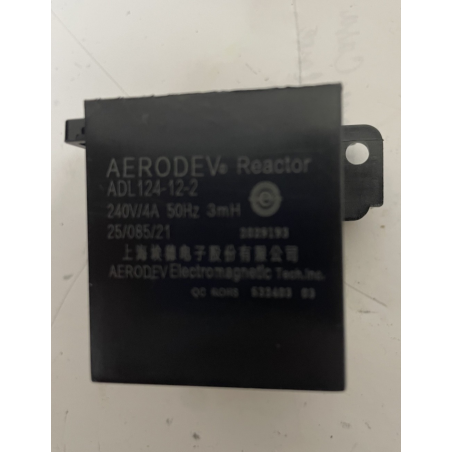 AERODEV® Reactor
ADL124-12-2
240V/4A 50Hz 3mH
25/085/21
上海埃德电子股份有限公司
AERODEV Electromagnetic Tech.Inc.